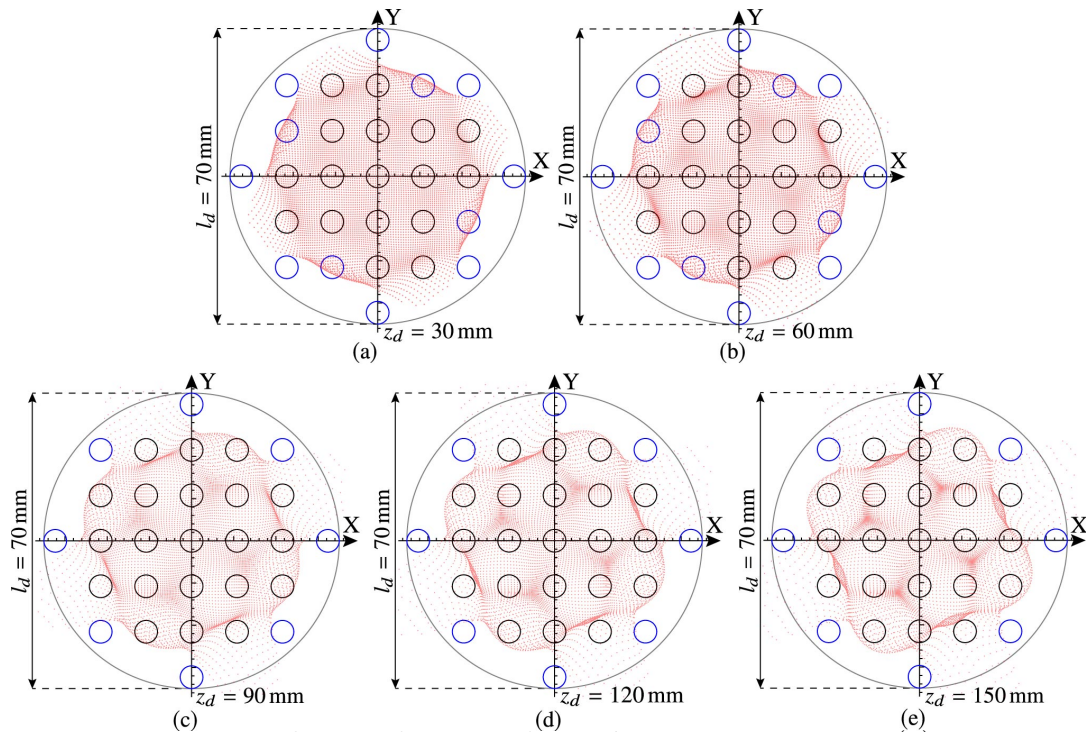 Y
Y
X
X
l_d = 70 mm
l_d = 70 mm
z_d = 30 mm
z_d = 60 mm
(a)
(b)
Y
Y
Y
X
X
X
l_d = 70 mm
l_d = 70 mm
l_d = 70 mm
z_d = 90 mm
z_d = 120 mm
z_d = 150 mm
(c)
(d)
(e)